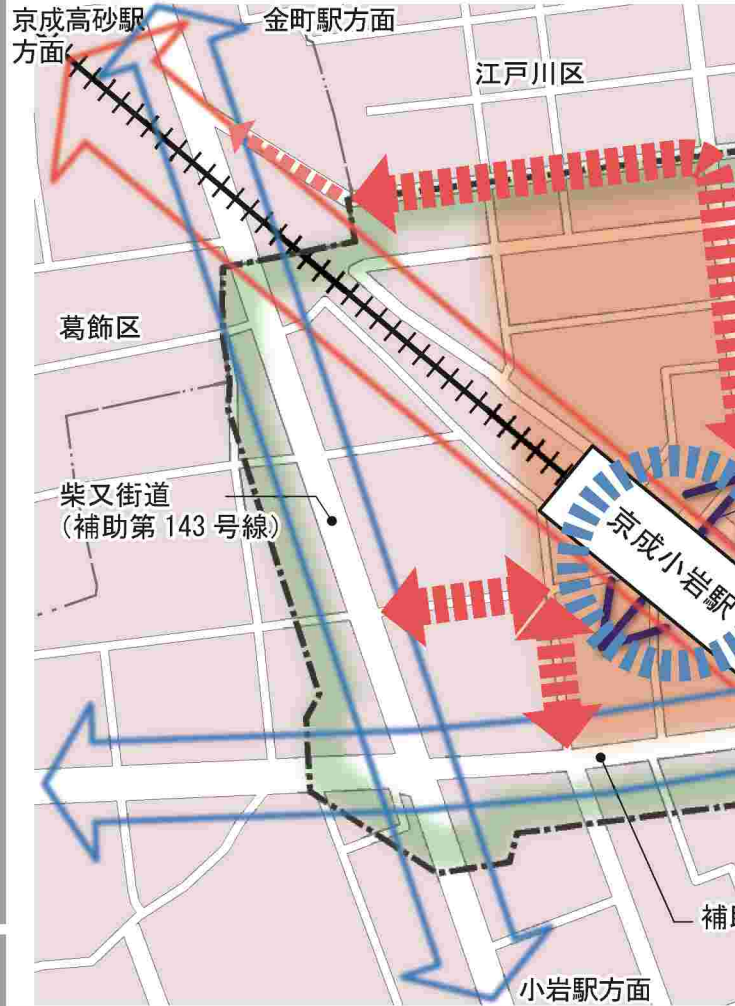 京成高砂駅
方面
金町駅方面
江戸川区
葛飾区
柴又街道
(補助第 143 号線)
京成小岩駅
補
小岩駅方面